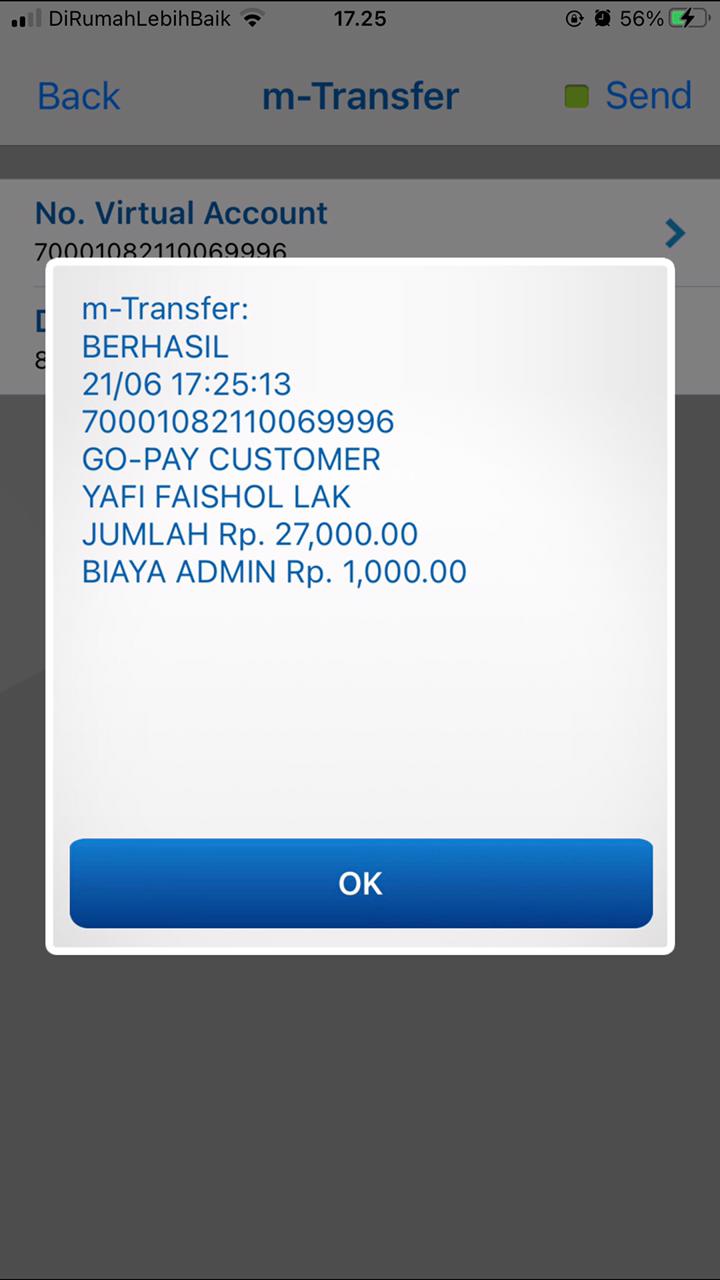 DiRumahLebihBaik 17.25 56%
Back m-Transfer Send
No. Virtual Account
70001082110069996
m-Transfer:
BERHASIL
21/06 17:25:13
70001082110069996
GO-PAY CUSTOMER
YAFI FAISHOL LAK
JUMLAH Rp. 27,000.00
BIAYA ADMIN Rp. 1,000.00
OK